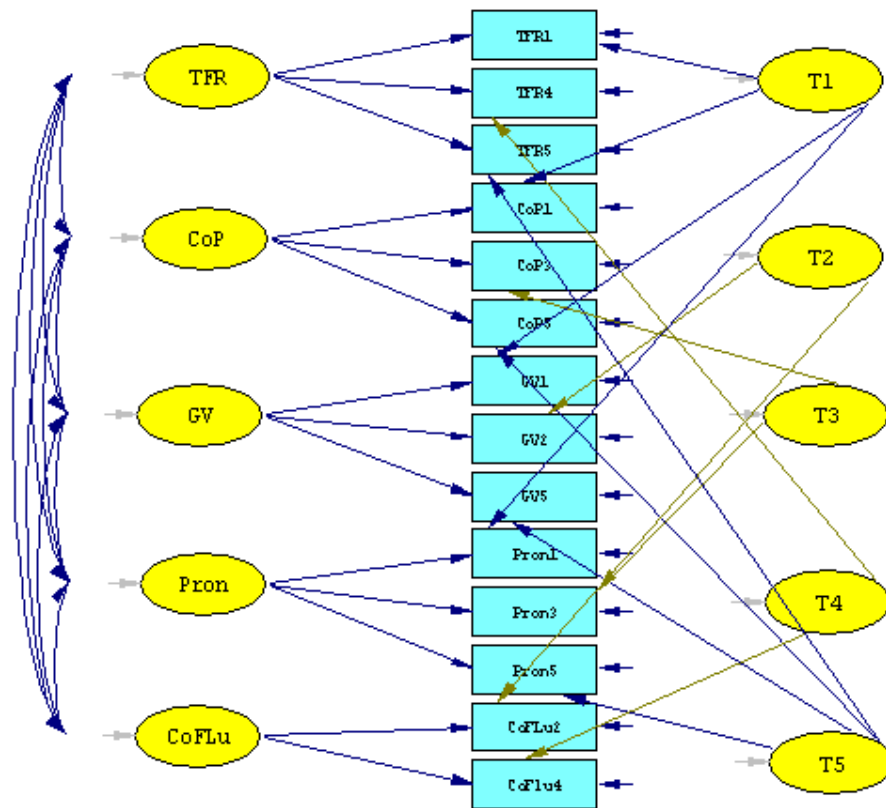 TFR
CoP
GV
Pron
CoFLu
TFR1
TFR4
TFR5
CoP1
CoP3
CoP5
GV1
GV2
GV5
Pron1
Pron3
Pron5
CoFLu2
CoFlu4
T1
T2
T3
T4
T5